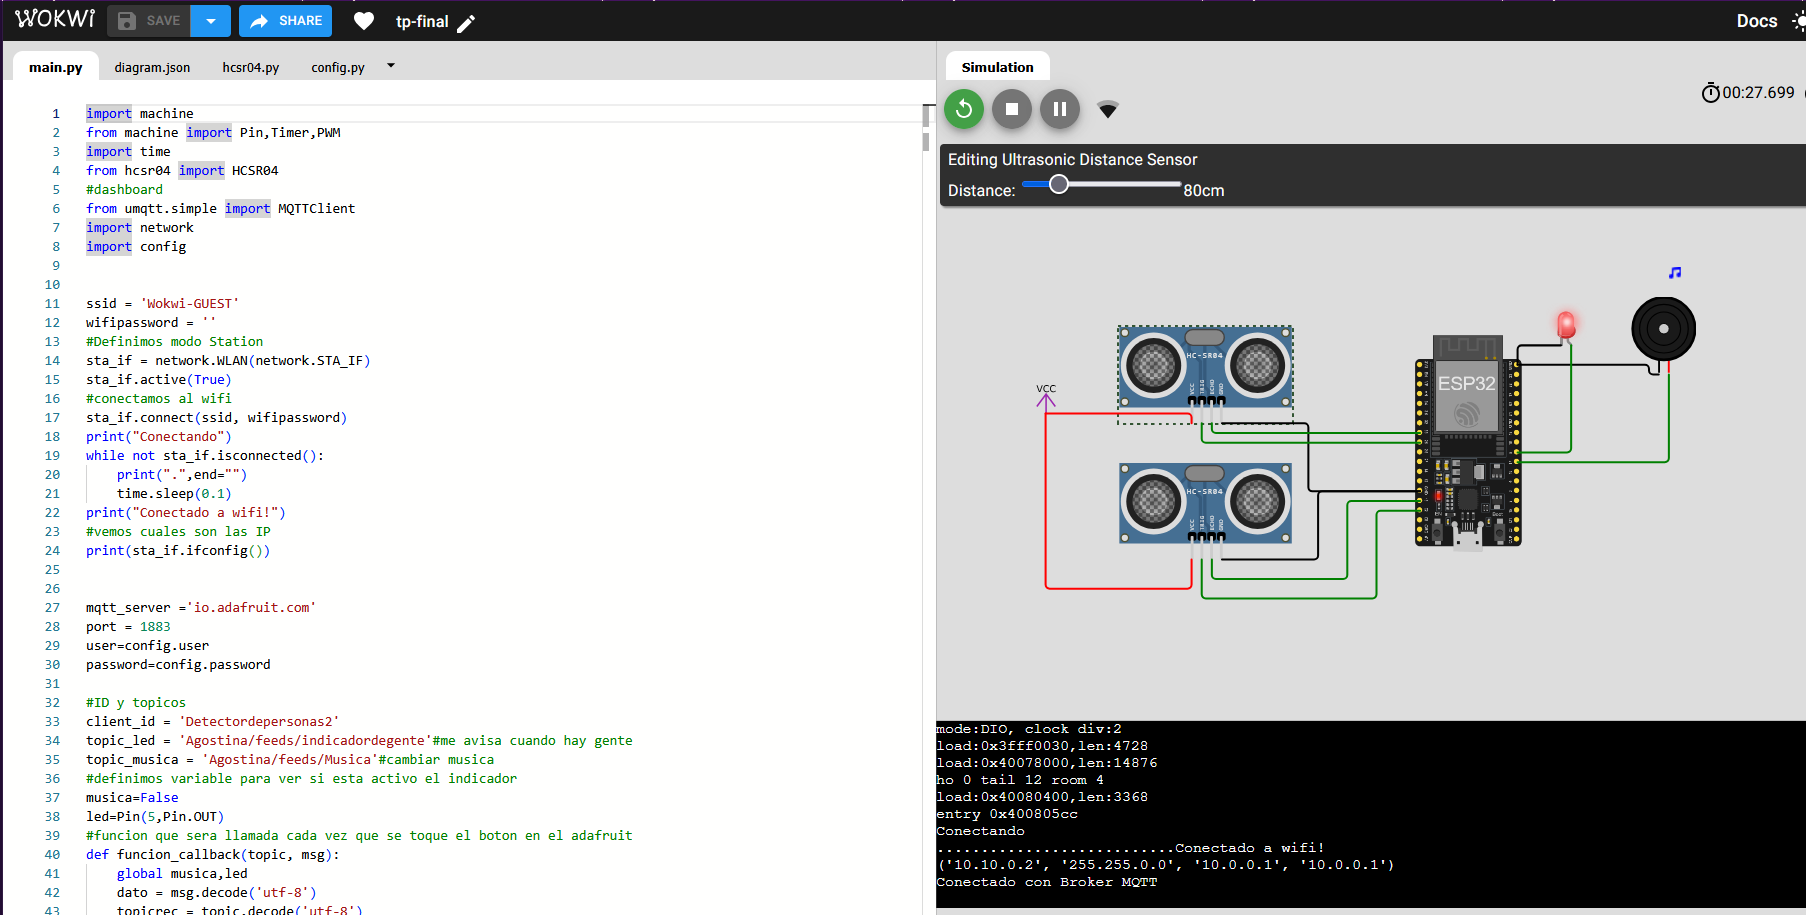 WOKWI SAVE SHARE tp-final Docs
main.py diagram.json hcsr04.py config.py
1 import machine
2 from machine import Pin,Timer,PWM
3 import time
4 from hcsr04 import HCSR04
5 #dashboard
6 from umqtt.simple import MQTTClient
7 import network
8 import config
9
10
11 ssid = 'Wokwi-GUEST'
12 wifipassword = ''
13 #Definimos modo Station
14 sta_if = network.WLAN(network.STA_IF)
15 sta_if.active(True)
16 #conectamos al wifi
17 sta_if.connect(ssid, wifipassword)
18 print("Conectando")
19 while not sta_if.isconnected():
20 print(".",end="")
21 time.sleep(0.1)
22 print("Conectado a wifi!")
23 #vemos cuales son las IP
24 print(sta_if.ifconfig())
25
26
27 mqtt_server ='io.adafruit.com'
28 port = 1883
29 user=config.user
30 password=config.password
31
32 #ID y topicos
33 client_id = 'Detectordepersonas2'
34 topic_led = 'Agostina/feeds/indicadordegente'#me avisa cuando hay gente
35 topic_musica = 'Agostina/feeds/Musica'#cambiar musica
36 #definimos variable para ver si esta activo el indicador
37 musica=False
38 led=Pin(5,Pin.OUT)
39 #funcion que sera llamada cada vez que se toque el boton en el adafruit
40 def funcion_callback(topic, msg):
41 global musica,led
42 dato = msg.decode('utf-8')
43 topicrec = topic.decode('utf-8')
Simulation
00:27.699
Editing Ultrasonic Distance Sensor
Distance: 80cm
VCC
HC-SR04
VCC TRIG ECHO GND
HC-SR04
VCC TRIG ECHO GND
ESP32
mode:DIO, clock div:2
load:0x3fff0030,len:4728
load:0x40078000,len:14876
ho 0 tail 12 room 4
load:0x40080400,len:3368
entry 0x400805cc
Conectando
...........................Conectado a wifi!
('10.10.0.2', '255.255.0.0', '10.0.0.1', '10.0.0.1')
Conectado con Broker MQTT